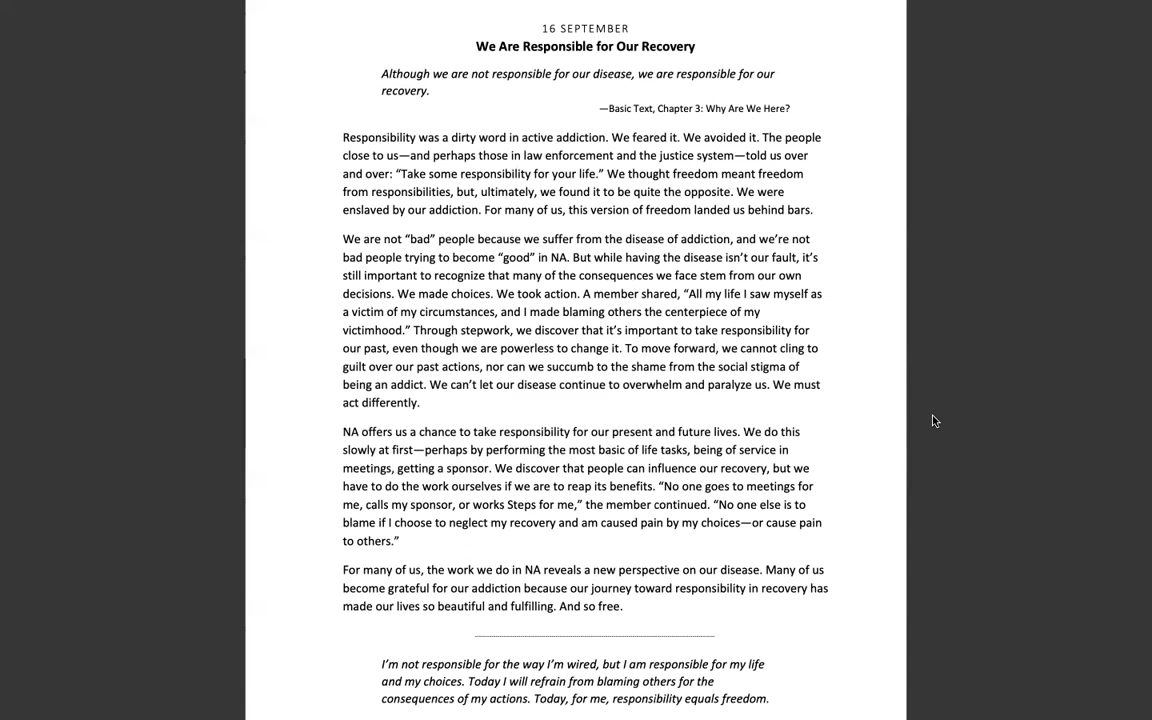 16 SEPTEMBER
We Are Responsible for Our Recovery
Although we are not responsible for our disease, we are responsible for our
recovery.
—Basic Text, Chapter 3: Why Are We Here?
Responsibility was a dirty word in active addiction. We feared it. We avoided it. The people
close to us—and perhaps those in law enforcement and the justice system—told us over
and over: “Take some responsibility for your life.” We thought freedom meant freedom
from responsibilities, but, ultimately, we found it to be quite the opposite. We were
enslaved by our addiction. For many of us, this version of freedom landed us behind bars.
We are not “bad” people because we suffer from the disease of addiction, and we’re not
bad people trying to become “good” in NA. But while having the disease isn’t our fault, it’s
still important to recognize that many of the consequences we face stem from our own
decisions. We made choices. We took action. A member shared, “All my life I saw myself as
a victim of my circumstances, and I made blaming others the centerpiece of my
victimhood.” Through stepwork, we discover that it’s important to take responsibility for
our past, even though we are powerless to change it. To move forward, we cannot cling to
guilt over our past actions, nor can we succumb to the shame from the social stigma of
being an addict. We can’t let our disease continue to overwhelm and paralyze us. We must
act differently.
NA offers us a chance to take responsibility for our present and future lives. We do this
slowly at first—perhaps by performing the most basic of life tasks, being of service in
meetings, getting a sponsor. We discover that people can influence our recovery, but we
have to do the work ourselves if we are to reap its benefits. “No one goes to meetings for
me, calls my sponsor, or works Steps for me,” the member continued. “No one else is to
blame if I choose to neglect my recovery and am caused pain by my choices—or cause pain
to others.”
For many of us, the work we do in NA reveals a new perspective on our disease. Many of us
become grateful for our addiction because our journey toward responsibility in recovery has
made our lives so beautiful and fulfilling. And so free.
I’m not responsible for the way I’m wired, but I am responsible for my life
and my choices. Today I will refrain from blaming others for the
consequences of my actions. Today, for me, responsibility equals freedom.